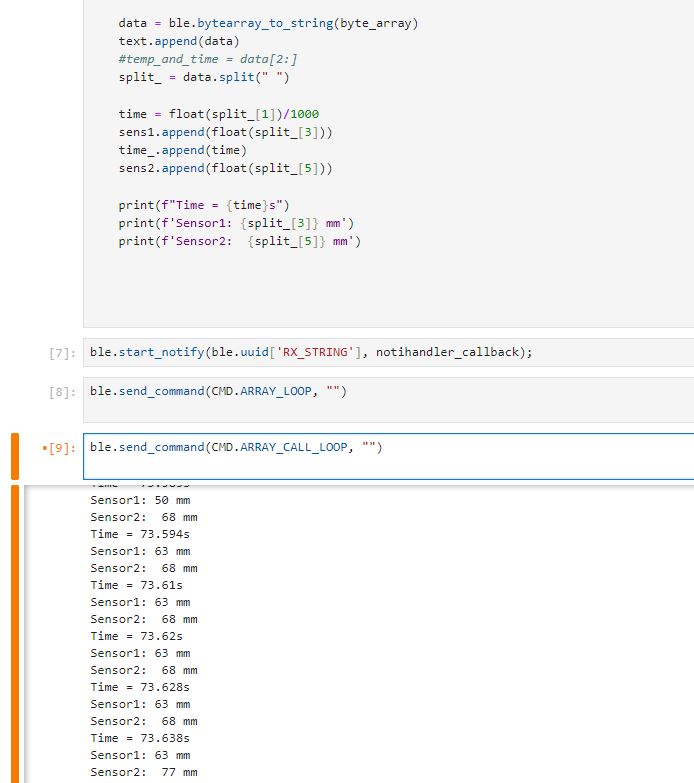 data = ble.bytearray_to_string(byte_array)
text.append(data)
#temp_and_time = data[2:]
split_ = data.split(" ")
time = float(split_[1])/1000
sens1.append(float(split_[3]))
time_.append(time)
sens2.append(float(split_[5]))
print(f"Time = {time}s")
print(f'Sensor1: {split_[3]} mm')
print(f'Sensor2:  {split_[5]} mm')
[7]: ble.start_notify(ble.uuid['RX_STRING'], notihandler_callback);
[8]: ble.send_command(CMD.ARRAY_LOOP, "")
•[9]: ble.send_command(CMD.ARRAY_CALL_LOOP, "")
Sensor1: 50 mm
Sensor2:  68 mm
Time = 73.594s
Sensor1: 63 mm
Sensor2:  68 mm
Time = 73.61s
Sensor1: 63 mm
Sensor2:  68 mm
Time = 73.62s
Sensor1: 63 mm
Sensor2:  68 mm
Time = 73.628s
Sensor1: 63 mm
Sensor2:  68 mm
Time = 73.638s
Sensor1: 63 mm
Sensor2:  77 mm